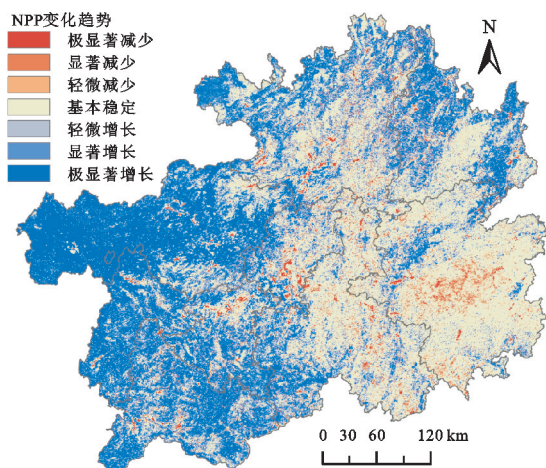 NPP变化趋势
极显著减少
显著减少
轻微减少
基本稳定
轻微增长
显著增长
极显著增长
N
0 30 60 120 km